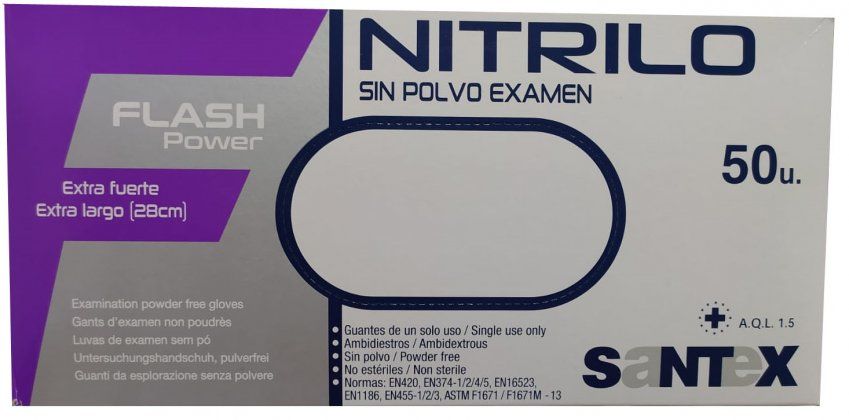 NITRILO
SIN POLVO EXAMEN
FLASH
Power
50u.
Extra fuerte
Extra largo (28cm)
Examination powder free gloves
Gants d'examen non poudrès
Luvas de examen sem pó
Untersuchungshandschuh, pulverfrei
Guanti da esplorazione senza polvere
• Guantes de un solo uso / Single use only
• Ambidiestros / Ambidextrous
• Sin polvo / Powder free
• No estériles / Non sterile
• Normas: EN420, EN374-1/2/4/5, EN16523,
EN1186, EN455-1/2/3, ASTM F1671 / F1671M - 13
A.Q.L. 1.5
SaNTeX